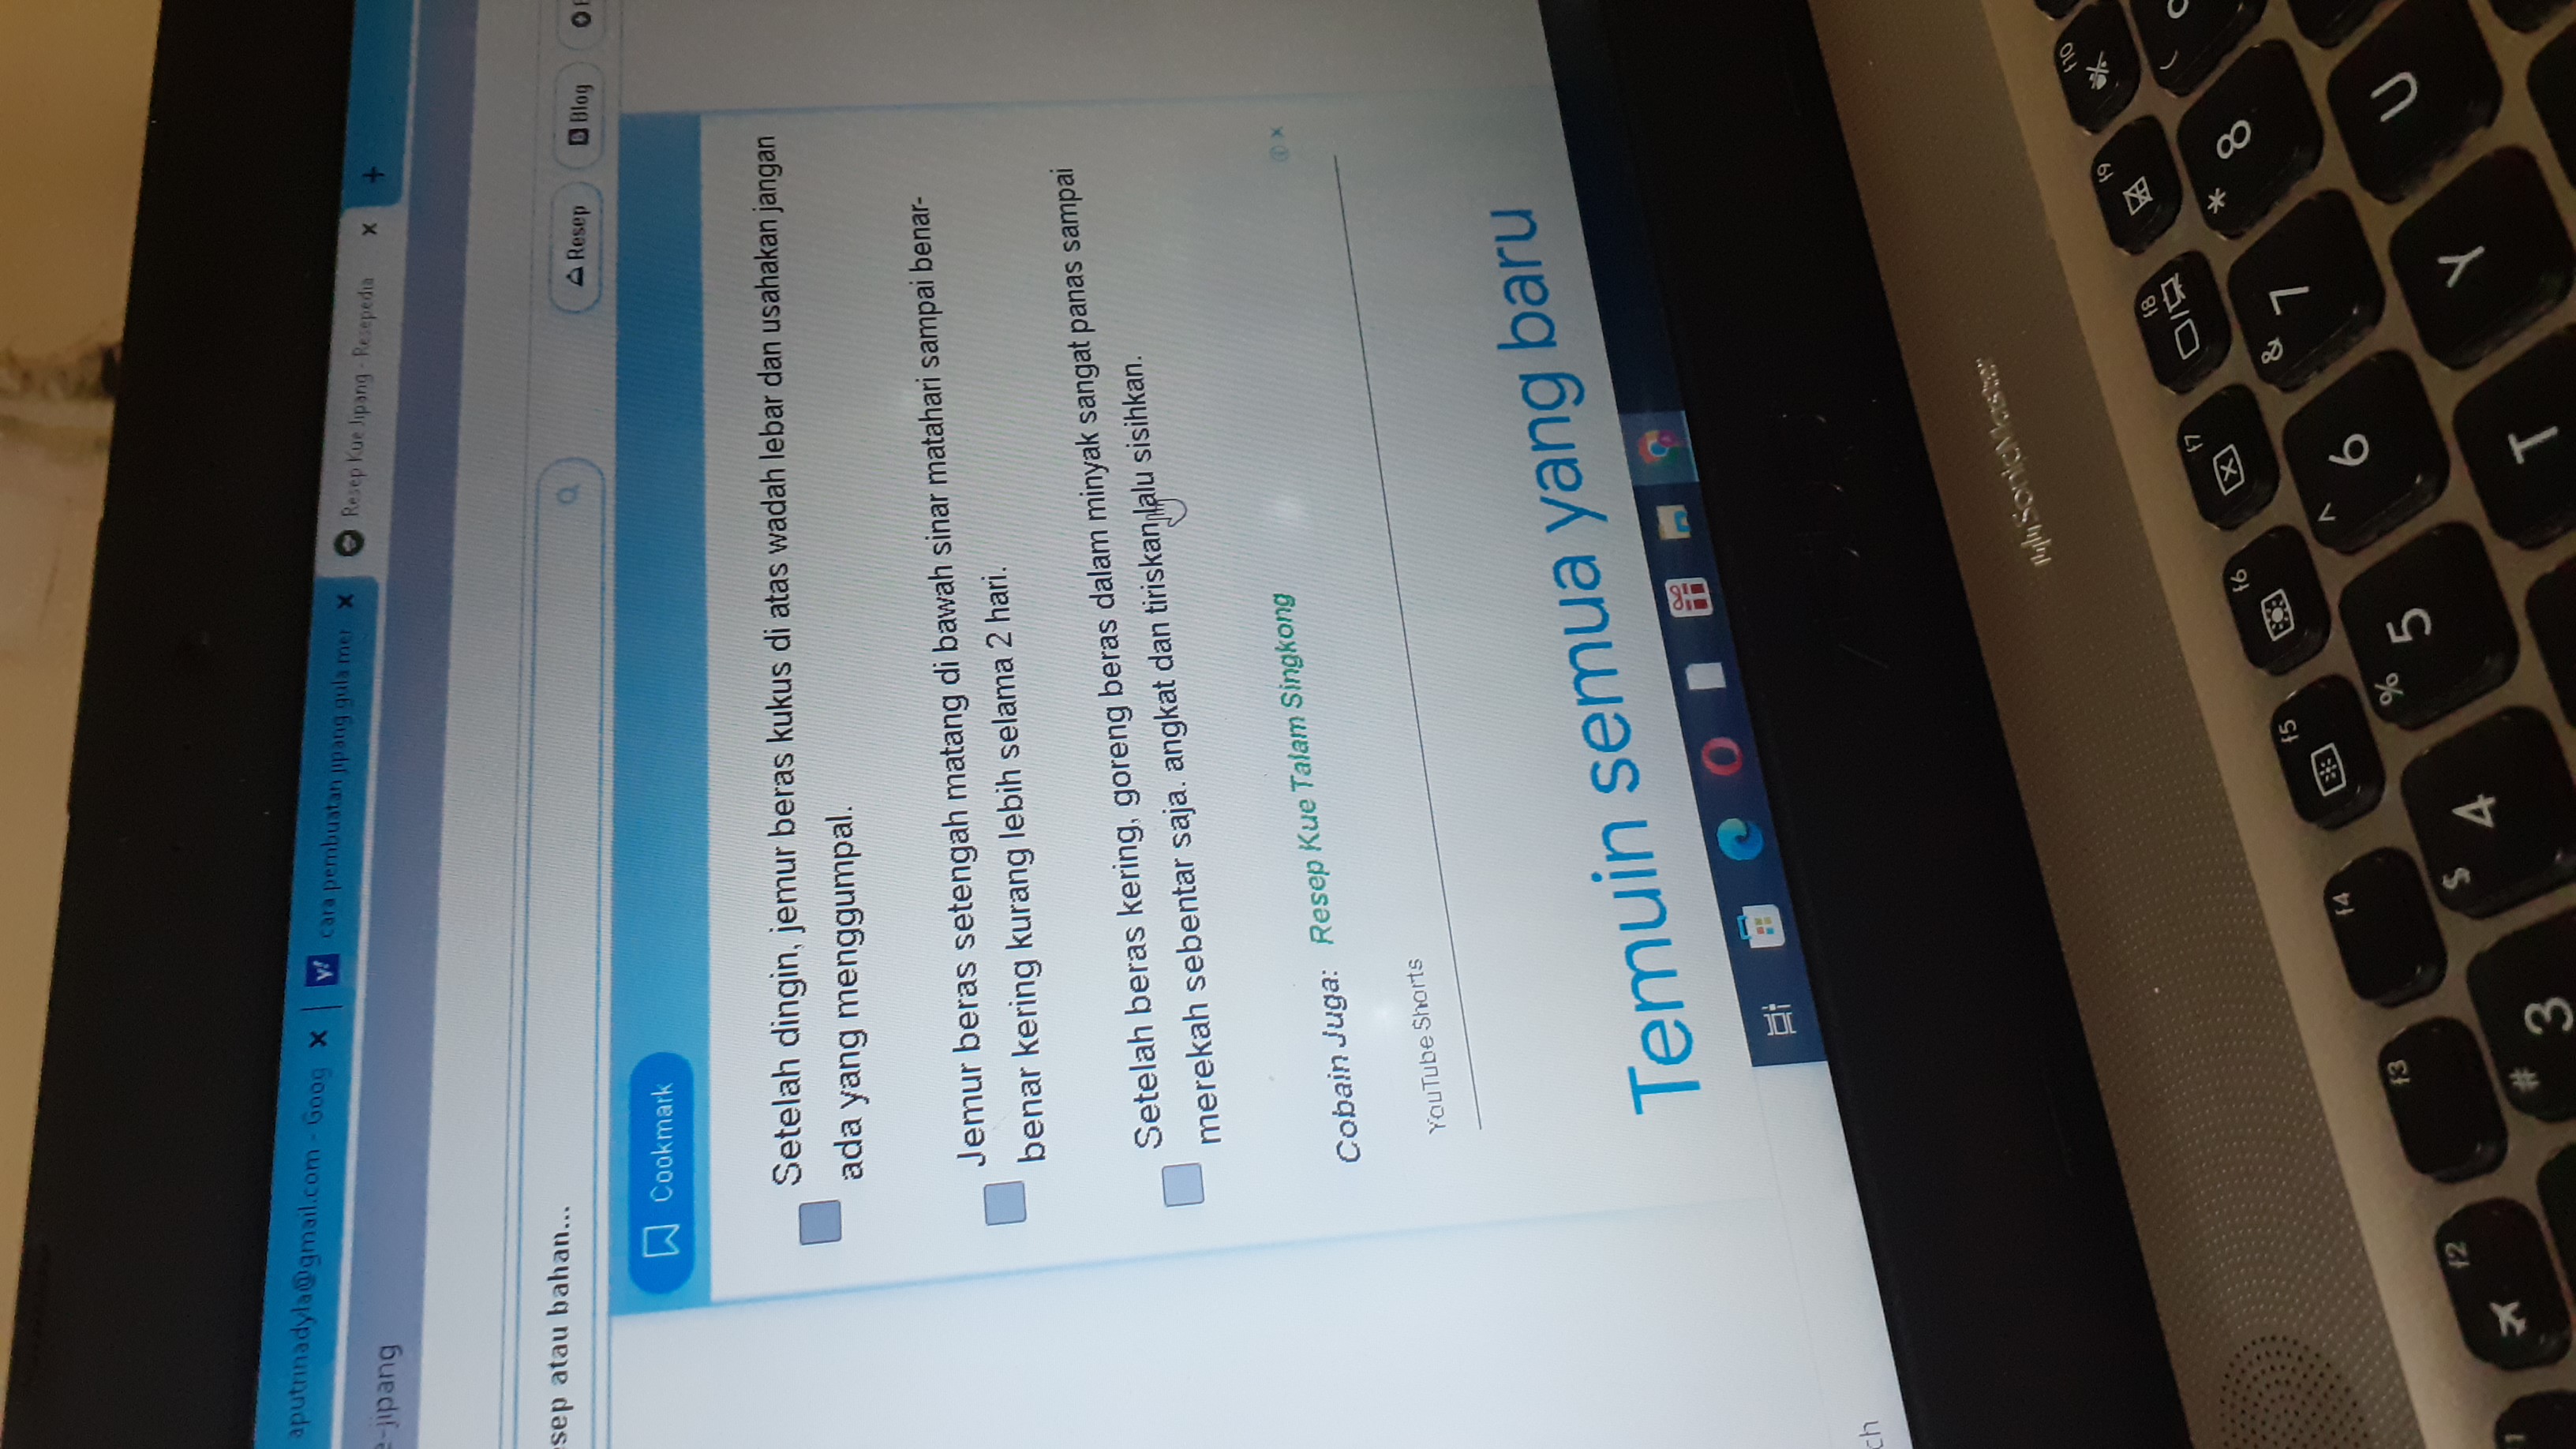 aputrinadyla@gmail.com - Goog
cara pembuatan jipang gula mer
Resep Kue Jipang - Resepedia
e-jipang
sep atau bahan...
Resep
Blog
Cookmark
Setelah dingin, jemur beras kukus di atas wadah lebar dan usahakan jangan
ada yang menggumpal.
Jemur beras setengah matang di bawah sinar matahari sampai benar-
benar kering kurang lebih selama 2 hari.
Setelah beras kering, goreng beras dalam minyak sangat panas sampai
merekah sebentar saja. angkat dan tiriskan lalu sisihkan.
Cobain Juga: Resep Kue Talam Singkong
YouTube Shorts
Temuin semua yang baru
ch
SonicMaster
f2 f3 f4 f5 f6 f7 f8 f9 f10
# 3 $ 4 % 5 ^ 6 & 7 * 8 (
T Y U